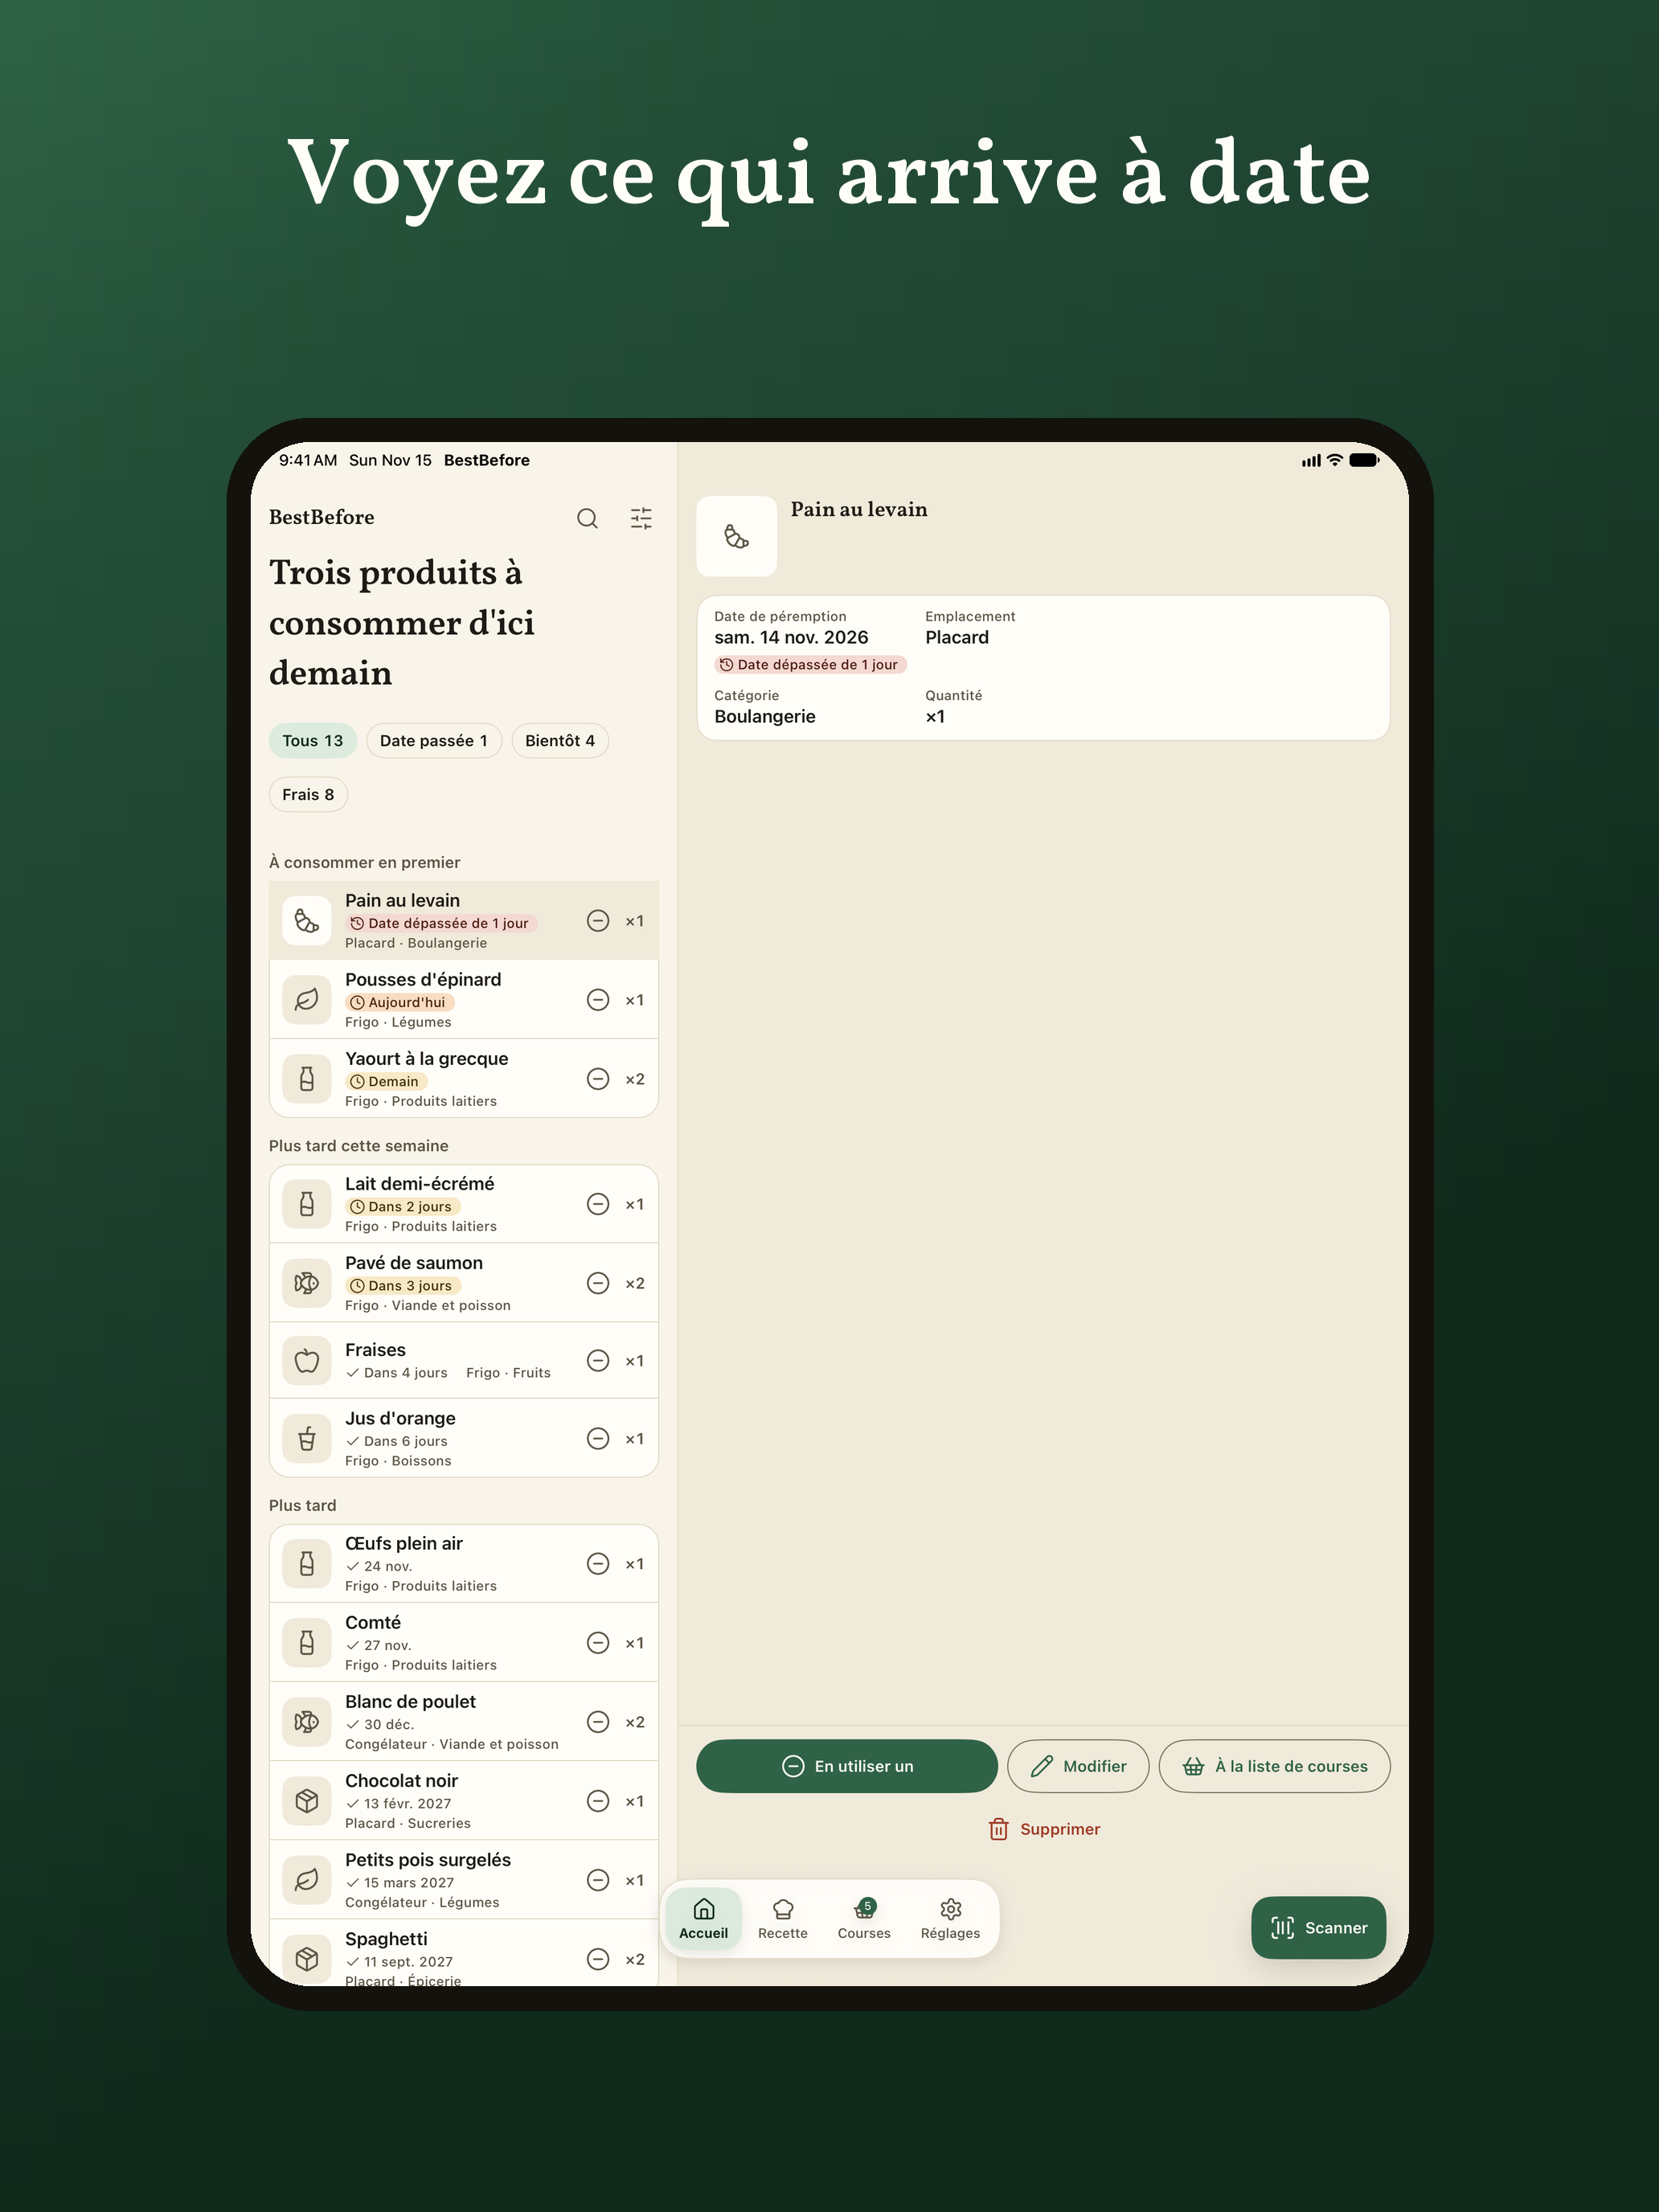 Voyez ce qui arrive à date
9:41 AM Sun Nov 15 BestBefore
BestBefore
Trois produits à
consommer d'ici
demain
Tous 13 Date passée 1 Bientôt 4
Frais 8
À consommer en premier
Pain au levain
Date dépassée de 1 jour
Placard · Boulangerie
×1
Pousses d'épinard
Aujourd'hui
Frigo · Légumes
×1
Yaourt à la grecque
Demain
Frigo · Produits laitiers
×2
Plus tard cette semaine
Lait demi-écrémé
Dans 2 jours
Frigo · Produits laitiers
×1
Pavé de saumon
Dans 3 jours
Frigo · Viande et poisson
×2
Fraises
Dans 4 jours Frigo · Fruits
×1
Jus d'orange
Dans 6 jours
Frigo · Boissons
×1
Plus tard
Œufs plein air
24 nov.
Frigo · Produits laitiers
×1
Comté
27 nov.
Frigo · Produits laitiers
×1
Blanc de poulet
30 déc.
Congélateur · Viande et poisson
×2
Chocolat noir
13 févr. 2027
Placard · Sucreries
×1
Petits pois surgelés
15 mars 2027
Congélateur · Légumes
×1
Spaghetti
11 sept. 2027
Placard · Épicerie
×2
Pain au levain
Date de péremption Emplacement
sam. 14 nov. 2026 Placard
Date dépassée de 1 jour
Catégorie Quantité
Boulangerie ×1
En utiliser un Modifier À la liste de courses
Supprimer
5
Accueil Recette Courses Réglages
Scanner